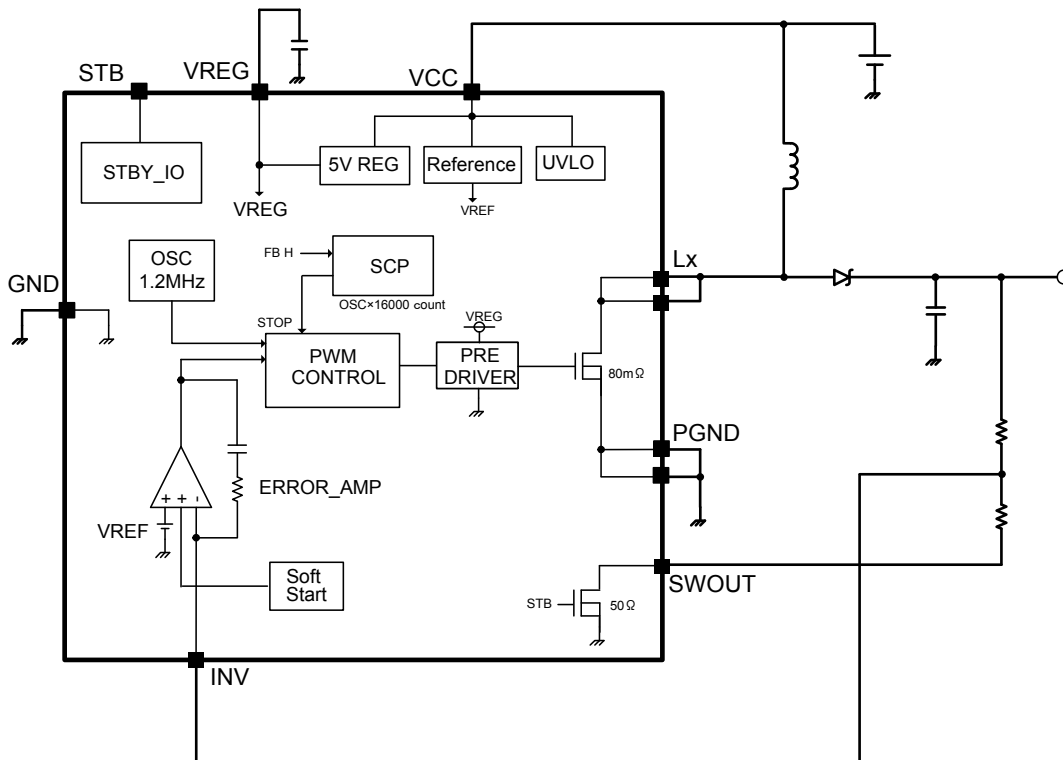 STB
VREG
VCC
STBY_IO
5V REG
Reference
UVLO
VREG
VREF
OSC
1.2MHz
FB H
SCP
OSC×16000 count
Lx
GND
STOP
PWM
CONTROL
VREG
PRE
DRIVER
80mΩ
PGND
+ + -
ERROR_AMP
VREF
Soft
Start
STB
50Ω
SWOUT
INV